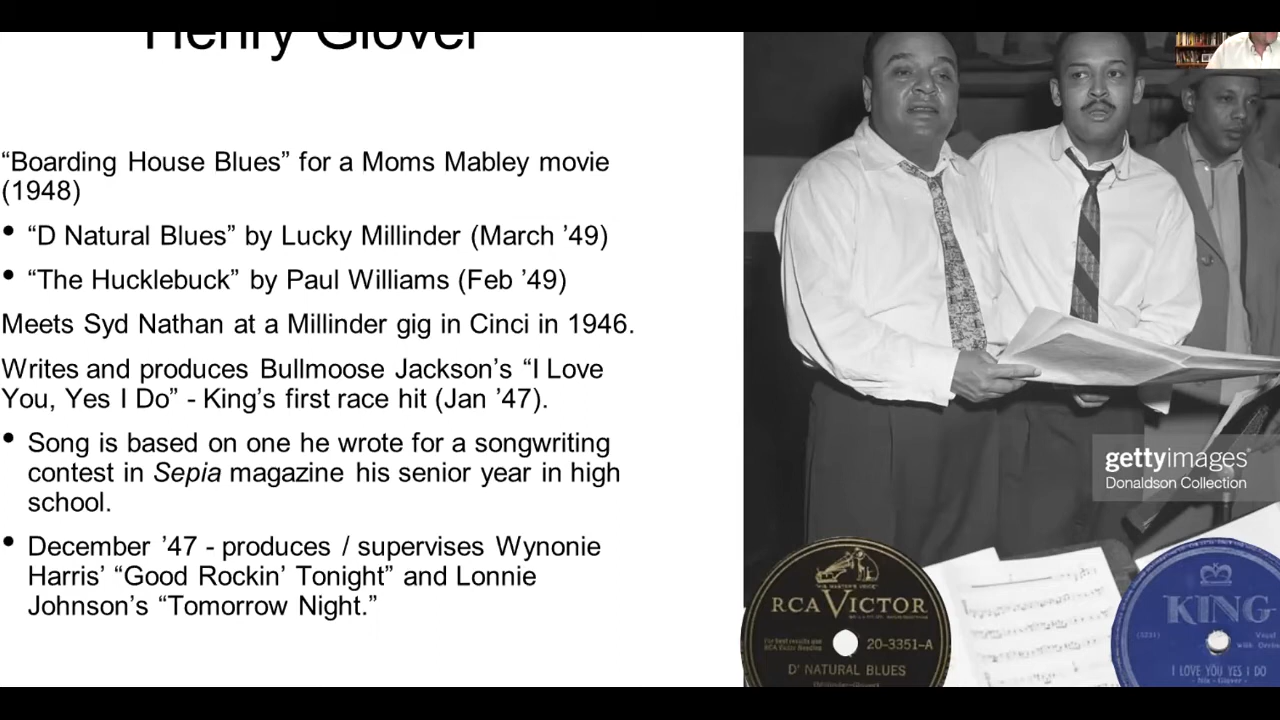 Henry Glover
“Boarding House Blues” for a Moms Mabley movie
(1948)
• “D Natural Blues” by Lucky Millinder (March ’49)
• “The Hucklebuck” by Paul Williams (Feb ’49)
Meets Syd Nathan at a Millinder gig in Cinci in 1946.
Writes and produces Bullmoose Jackson’s “I Love
You, Yes I Do” - King’s first race hit (Jan ’47).
• Song is based on one he wrote for a songwriting
contest in Sepia magazine his senior year in high
school.
• December ’47 - produces / supervises Wynonie
Harris’ “Good Rockin’ Tonight” and Lonnie
Johnson’s “Tomorrow Night.”
gettyimages
Donaldson Collection
RCA VICTOR
20-3351-A
D' NATURAL BLUES
KING
I LOVE YOU YES I DO